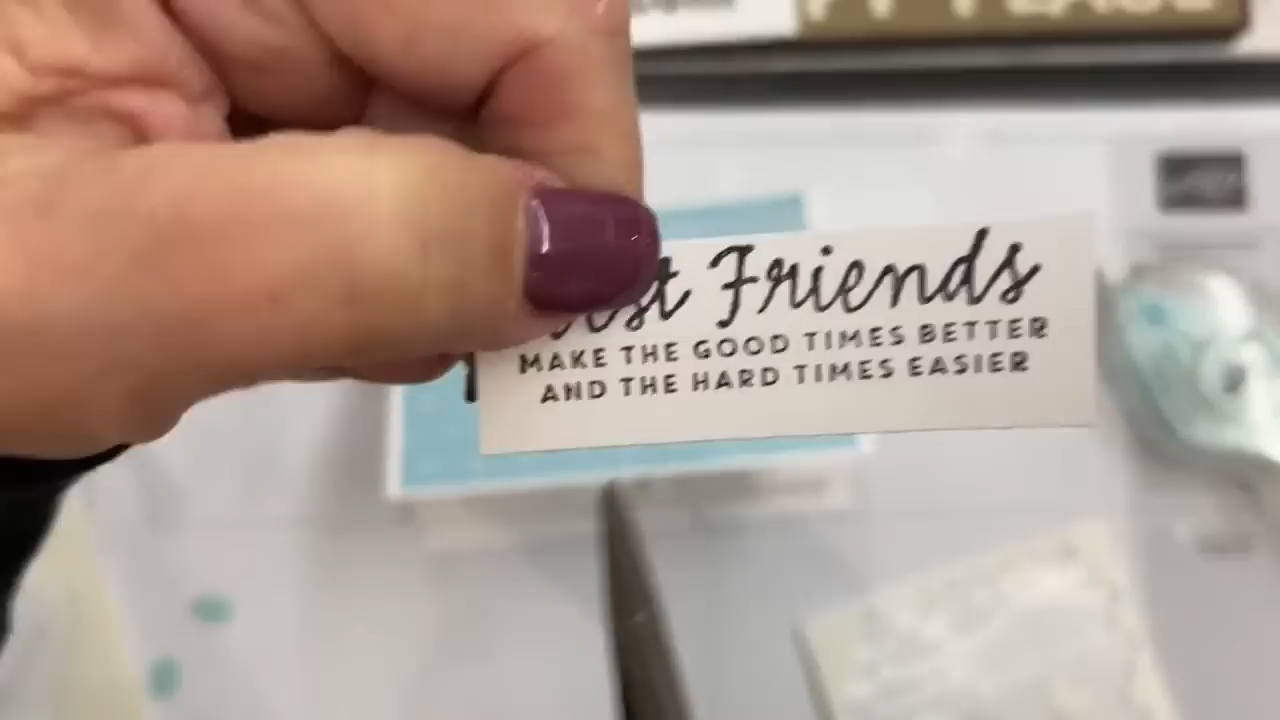 Friends
MAKE THE GOOD TIMES BETTER
AND THE HARD TIMES EASIER